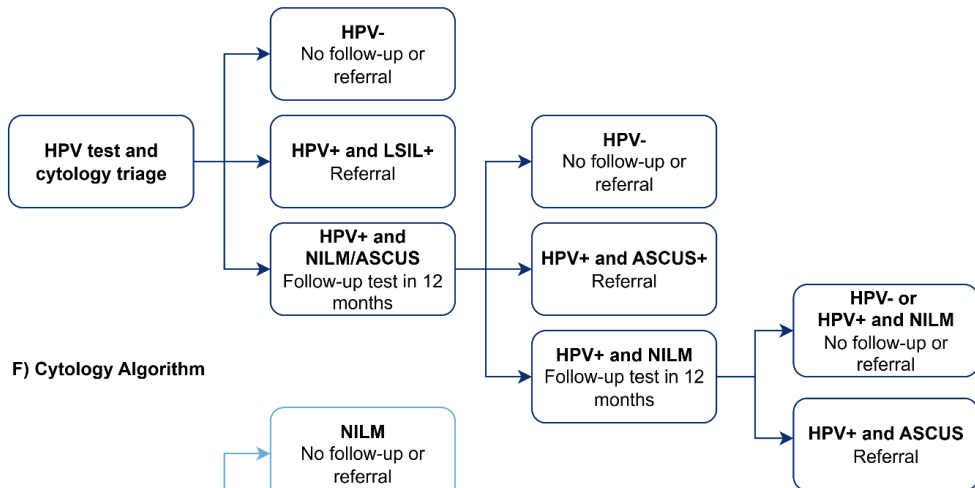 HPV-
No follow-up or
referral
HPV test and
cytology triage
HPV+ and LSIL+
Referral
HPV+ and
NILM/ASCUS
Follow-up test in 12
months
HPV-
No follow-up or
referral
HPV+ and ASCUS+
Referral
HPV+ and NILM
Follow-up test in 12
months
HPV- or
HPV+ and NILM
No follow-up or
referral
HPV+ and ASCUS
Referral
F) Cytology Algorithm
NILM
No follow-up or
referral